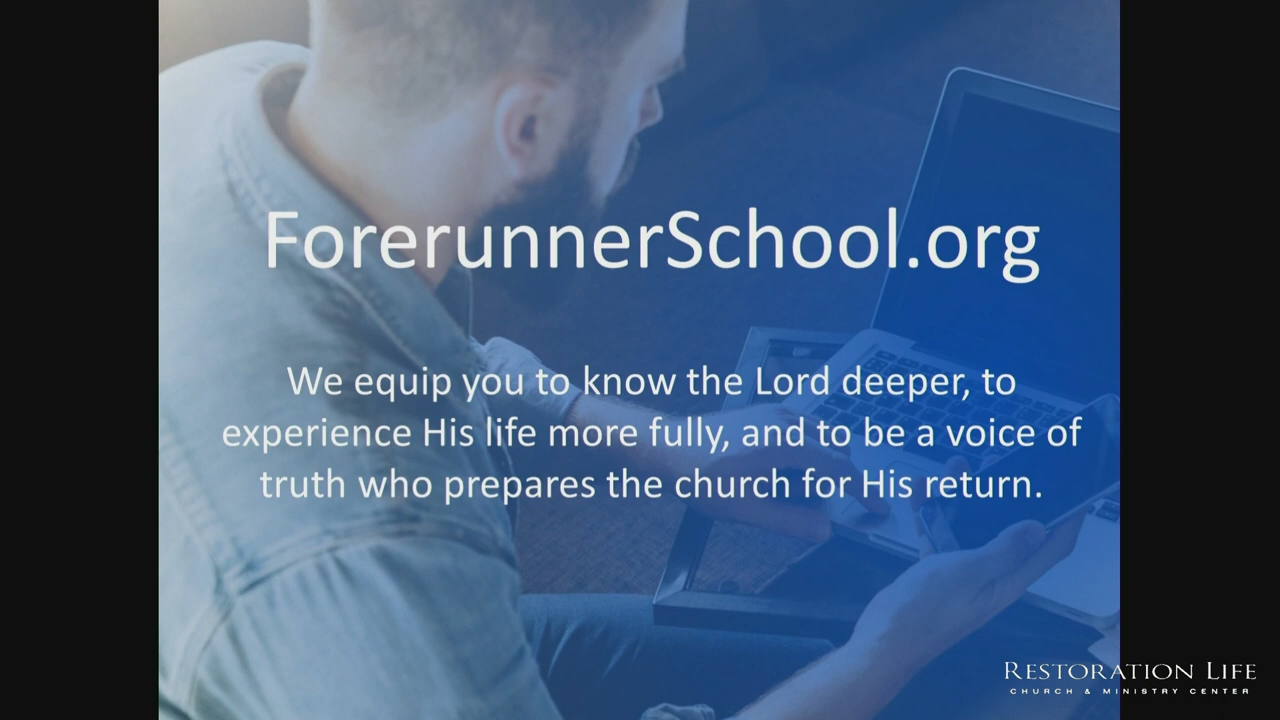 ForerunnerSchool.org
We equip you to know the Lord deeper, to
experience His life more fully, and to be a voice of
truth who prepares the church for His return.
RESTORATION LIFE
CHURCH & MINISTRY CENTER